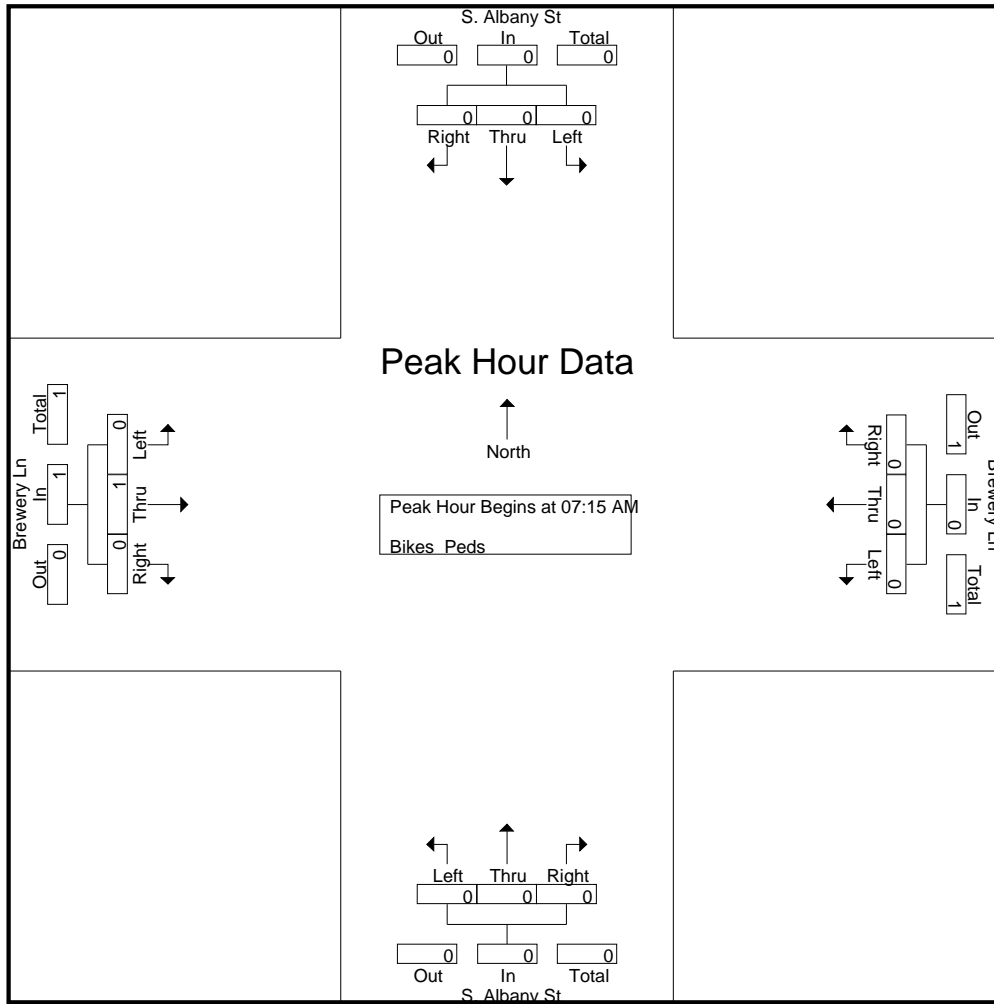 S. Albany St
Out In Total
0 0 0
0 0 0
Right Thru Left
Peak Hour Data
North
Peak Hour Begins at 07:15 AM
Bikes Peds
Brewery Ln
Total In Out
1 1 0
0 1 0
Left Thru Right
Right Thru Left
0 0 0
Out In Total
1 0 1
Brewery Ln
Left Thru Right
0 0 0
0 0 0
Out In Total
S. Albany St